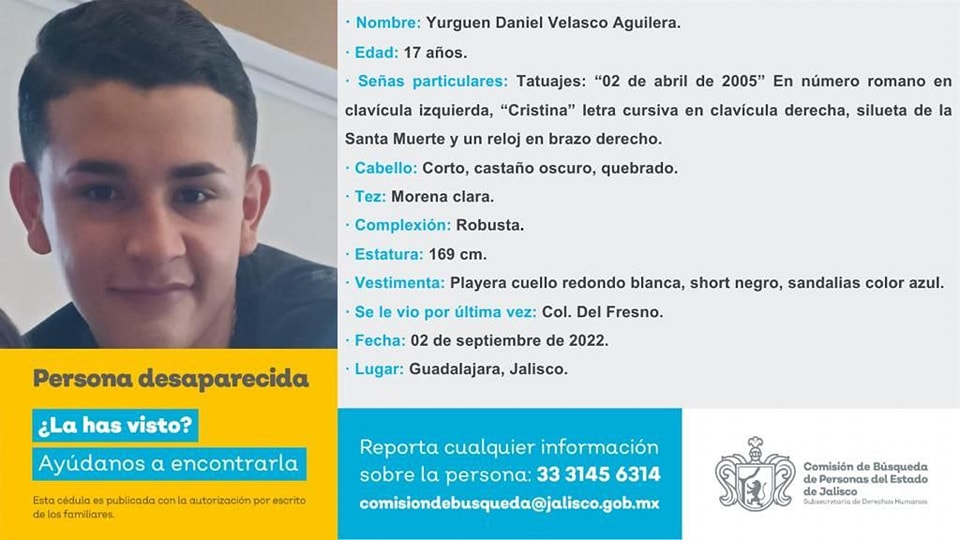 · Nombre: Yurguen Daniel Velasco Aguilera.
· Edad: 17 años.
· Señas particulares: Tatuajes: “02 de abril de 2005” En número romano en
clavícula izquierda, “Cristina” letra cursiva en clavícula derecha, silueta de la
Santa Muerte y un reloj en brazo derecho.
· Cabello: Corto, castaño oscuro, quebrado.
· Tez: Morena clara.
· Complexión: Robusta.
· Estatura: 169 cm.
· Vestimenta: Playera cuello redondo blanca, short negro, sandalias color azul.
· Se le vio por última vez: Col. Del Fresno.
· Fecha: 02 de septiembre de 2022.
· Lugar: Guadalajara, Jalisco.
Persona desaparecida
¿La has visto?
Ayúdanos a encontrarla
Esta cédula es publicada con la autorización por escrito
de los familiares.
Reporta cualquier información
sobre la persona: 33 3145 6314
comisiondebusqueda@jalisco.gob.mx
Comisión de Búsqueda
de Personas del Estado
de Jalisco
Subsecretaría de Derechos Humanos